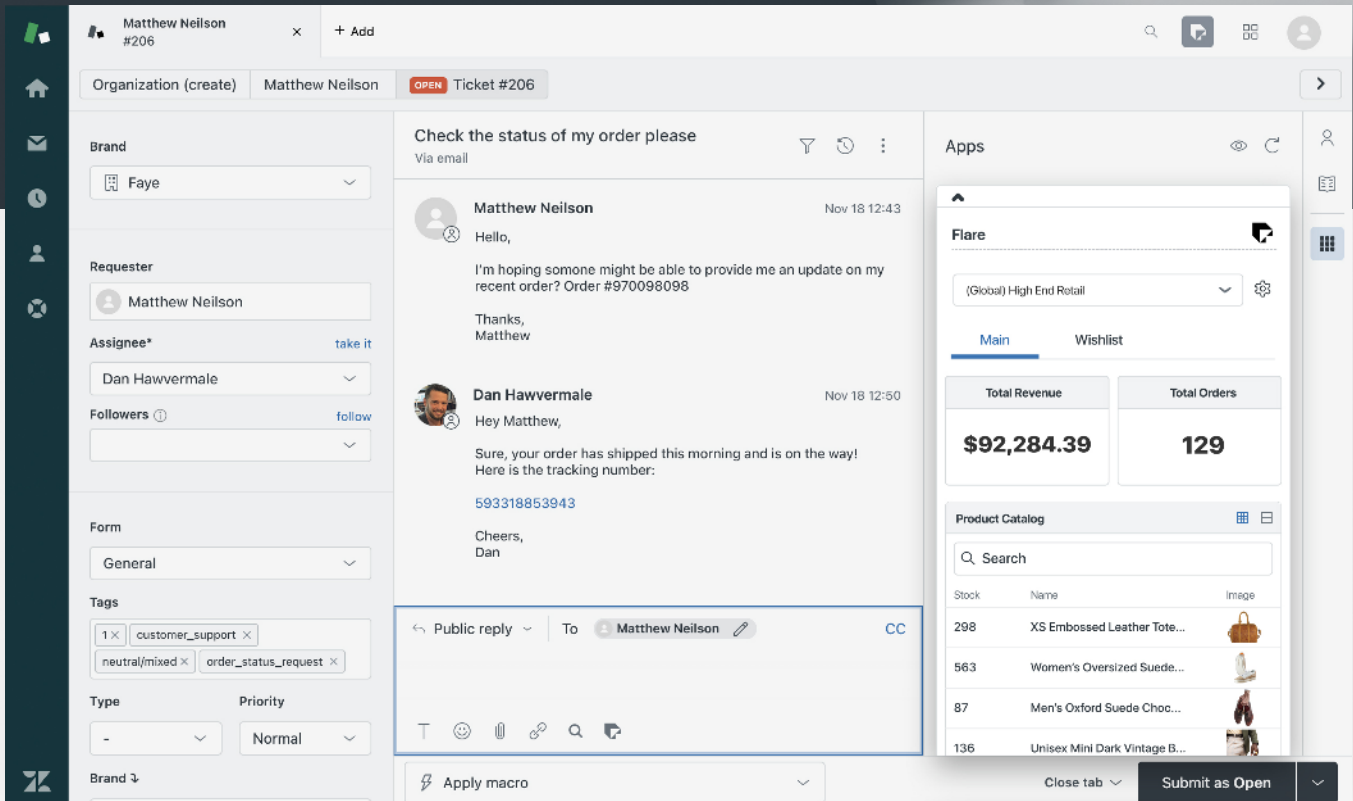 Matthew Neilson
#206
+ Add
Organization (create)
Matthew Neilson
OPEN Ticket #206
Brand
Faye
Requester
Matthew Neilson
Assignee*
take it
Dan Hawvermale
Followers
follow
Form
General
Tags
1
customer_support
neutral/mixed
order_status_request
Type
Priority
-
Normal
Brand
Check the status of my order please
Via email
Matthew Neilson
Nov 18 12:43
Hello,
I'm hoping somone might be able to provide me an update on my
recent order? Order #970098098
Thanks,
Matthew
Dan Hawvermale
Nov 18 12:50
Hey Matthew,
Sure, your order has shipped this morning and is on the way!
Here is the tracking number:
593318853943
Cheers,
Dan
Public reply
To
Matthew Neilson
CC
Apply macro
Apps
Flare
(Global) High End Retail
Main
Wishlist
Total Revenue
Total Orders
$92,284.39
129
Product Catalog
Search
Stock
Name
Image
298
XS Embossed Leather Tote...
563
Women's Oversized Suede...
87
Men's Oxford Suede Choc...
136
Unisex Mini Dark Vintage B...
Close tab
Submit as Open